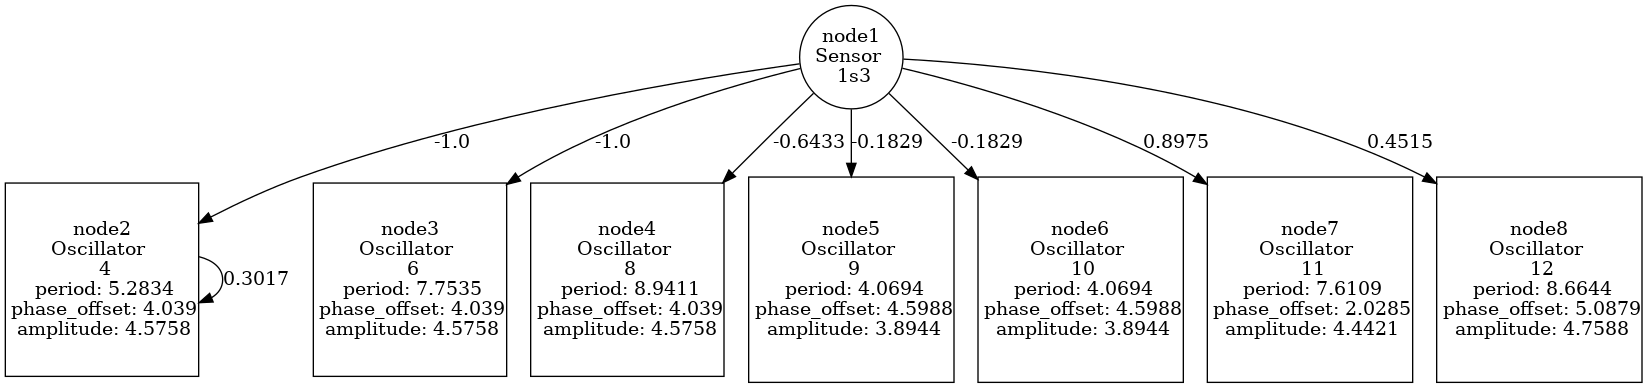 node1
Sensor
1s3
-1.0
-1.0
-0.6433
-0.1829
-0.1829
0.8975
0.4515
node2
Oscillator
4
period: 5.2834
phase_offset: 4.039
amplitude: 4.5758
0.3017
node3
Oscillator
6
period: 7.7535
phase_offset: 4.039
amplitude: 4.5758
node4
Oscillator
8
period: 8.9411
phase_offset: 4.039
amplitude: 4.5758
node5
Oscillator
9
period: 4.0694
phase_offset: 4.5988
amplitude: 3.8944
node6
Oscillator
10
period: 4.0694
phase_offset: 4.5988
amplitude: 3.8944
node7
Oscillator
11
period: 7.6109
phase_offset: 2.0285
amplitude: 4.4421
node8
Oscillator
12
period: 8.6644
phase_offset: 5.0879
amplitude: 4.7588